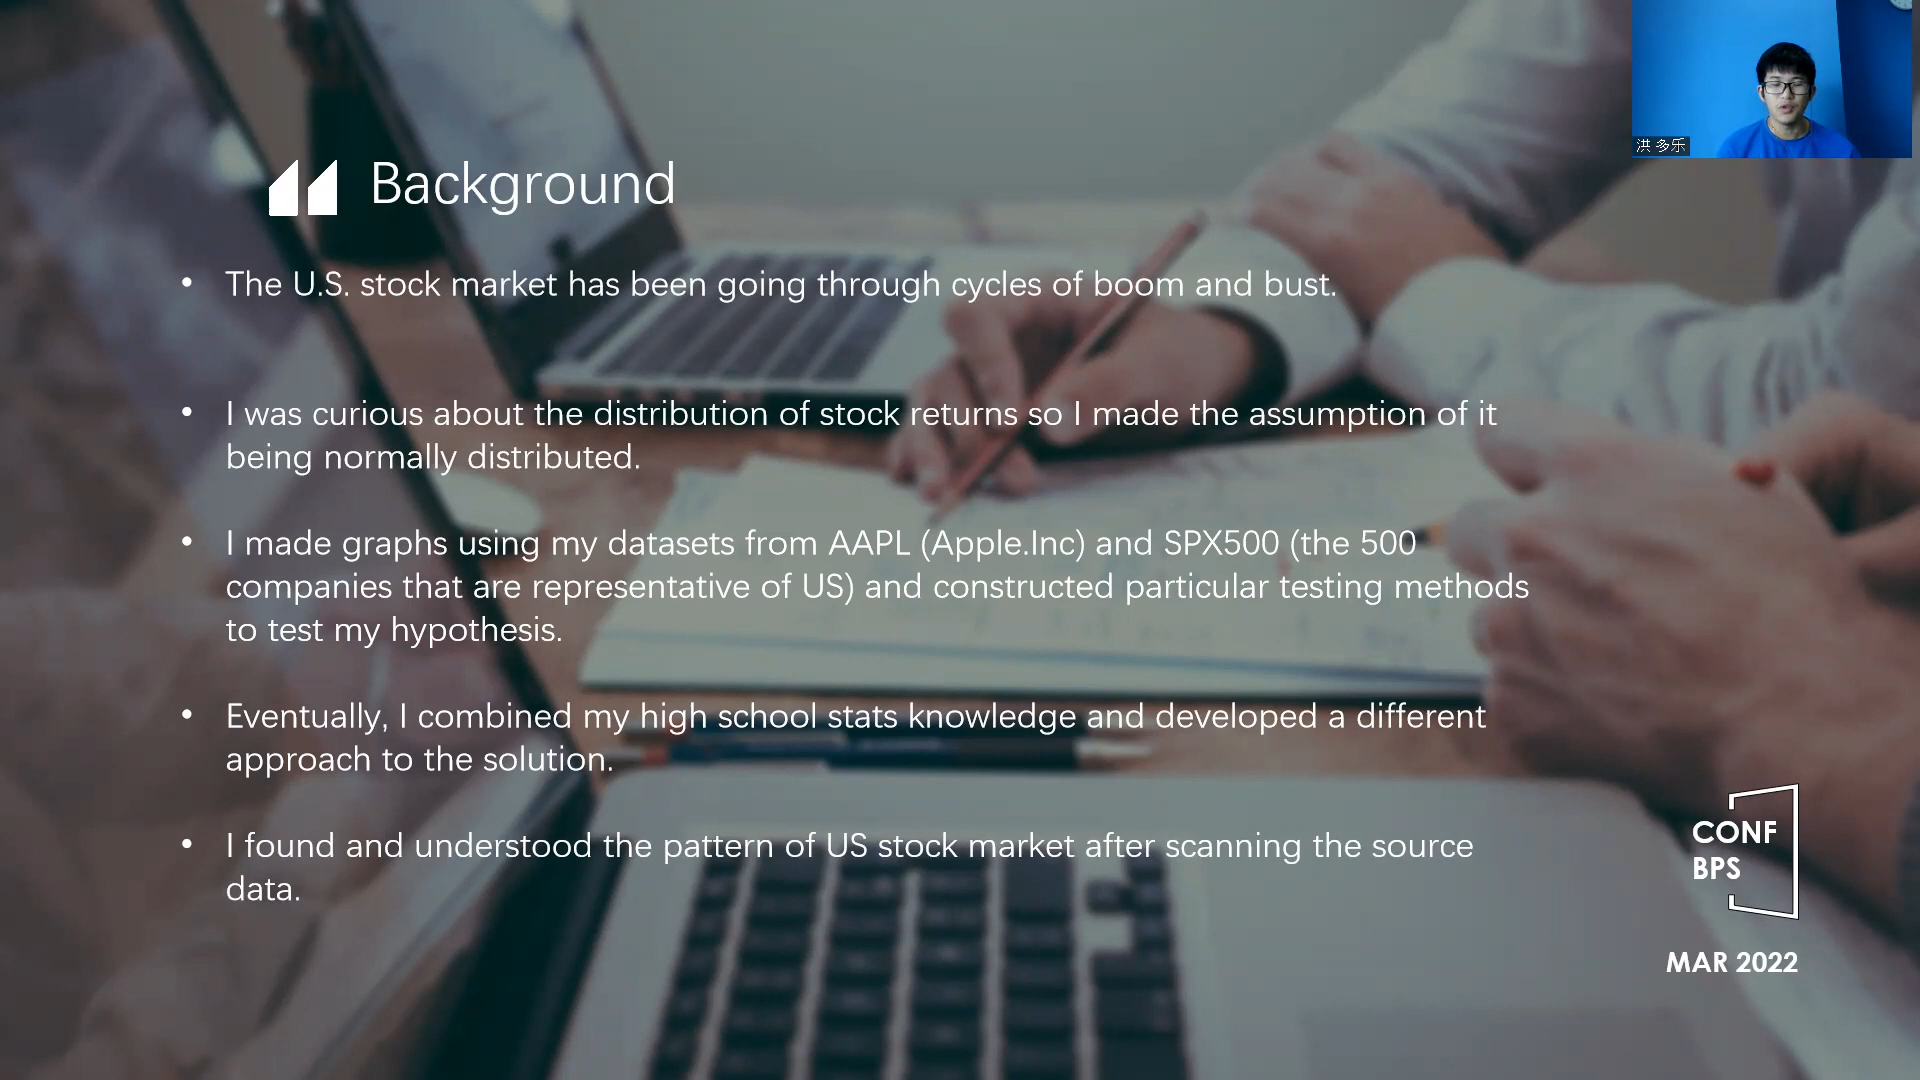 洪 多乐
Background
• The U.S. stock market has been going through cycles of boom and bust.
• I was curious about the distribution of stock returns so I made the assumption of it
being normally distributed.
• I made graphs using my datasets from AAPL (Apple.Inc) and SPX500 (the 500
companies that are representative of US) and constructed particular testing methods
to test my hypothesis.
• Eventually, I combined my high school stats knowledge and developed a different
approach to the solution.
• I found and understood the pattern of US stock market after scanning the source
data.
CONF
BPS
MAR 2022